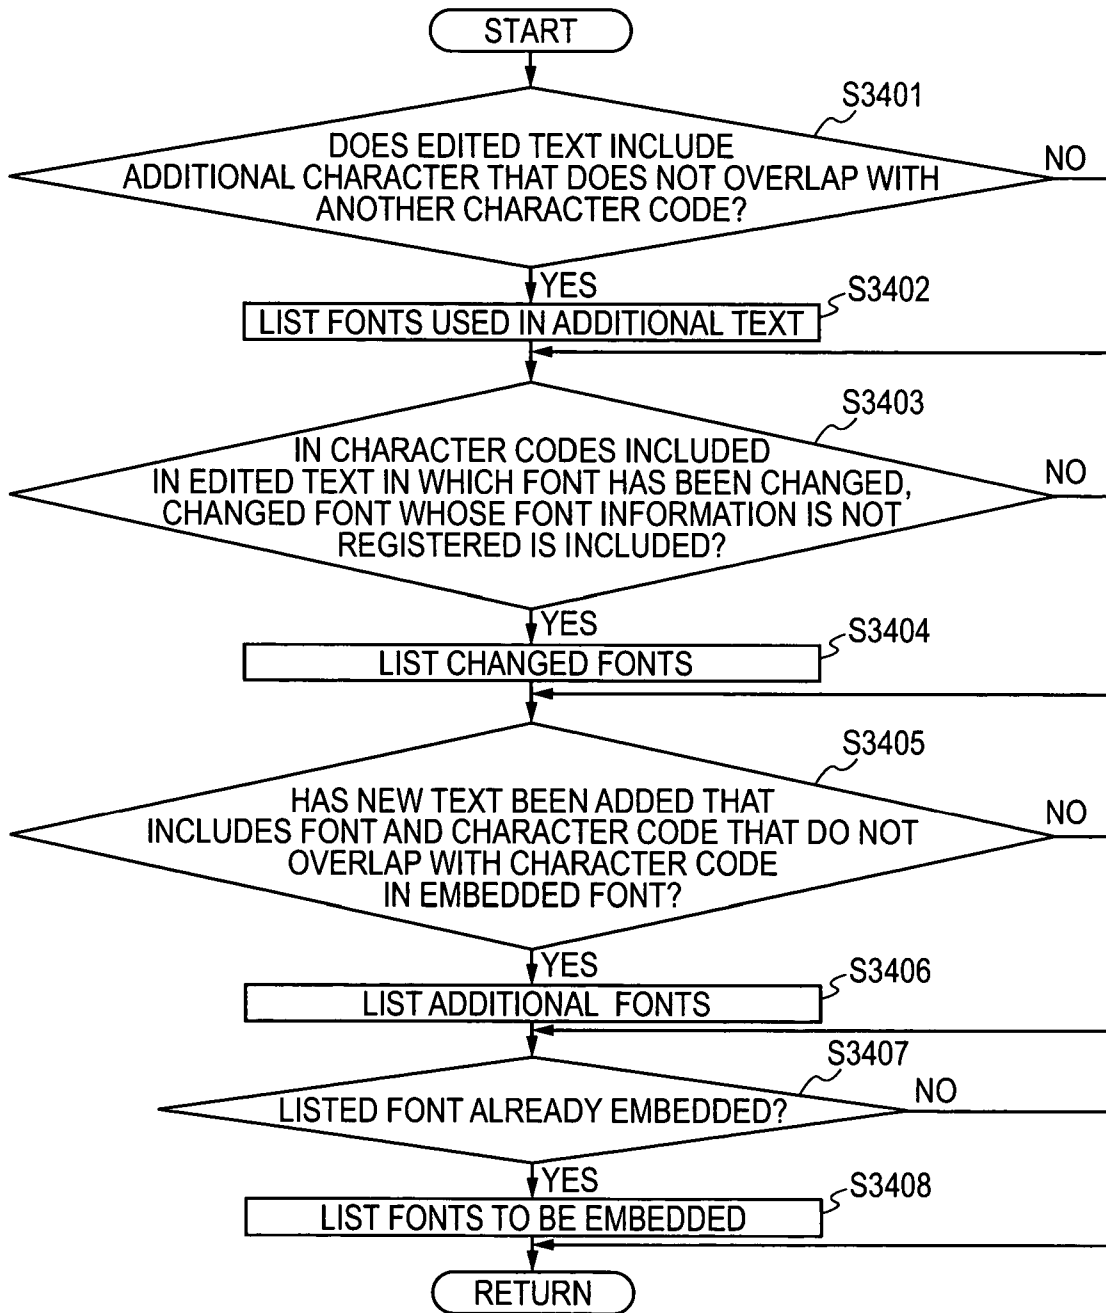 START
S3401
DOES EDITED TEXT INCLUDE
ADDITIONAL CHARACTER THAT DOES NOT OVERLAP WITH
ANOTHER CHARACTER CODE?
NO
YES
S3402
LIST FONTS USED IN ADDITIONAL TEXT
S3403
IN CHARACTER CODES INCLUDED
IN EDITED TEXT IN WHICH FONT HAS BEEN CHANGED,
CHANGED FONT WHOSE FONT INFORMATION IS NOT
REGISTERED IS INCLUDED?
NO
YES
S3404
LIST CHANGED FONTS
S3405
HAS NEW TEXT BEEN ADDED THAT
INCLUDES FONT AND CHARACTER CODE THAT DO NOT
OVERLAP WITH CHARACTER CODE
IN EMBEDDED FONT?
NO
YES
S3406
LIST ADDITIONAL FONTS
S3407
LISTED FONT ALREADY EMBEDDED?
NO
YES
S3408
LIST FONTS TO BE EMBEDDED
RETURN